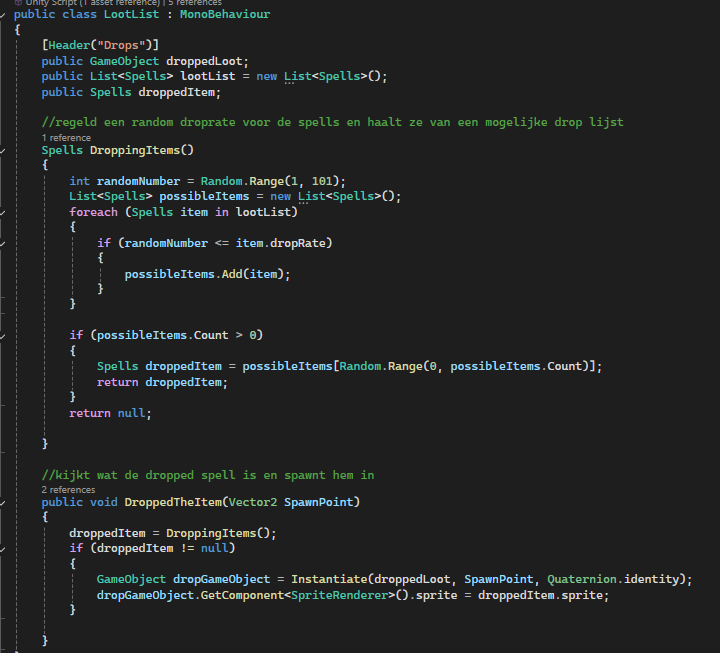 Unity Script (1 asset reference) | 5 references
public class LootList : MonoBehaviour
{
[Header("Drops")]
public GameObject droppedLoot;
public List<Spells> lootList = new List<Spells>();
public Spells droppedItem;
//regeld een random droprate voor de spells en haalt ze van een mogelijke drop lijst
1 reference
Spells DroppingItems()
{
int randomNumber = Random.Range(1, 101);
List<Spells> possibleItems = new List<Spells>();
foreach (Spells item in lootList)
{
if (randomNumber <= item.dropRate)
{
possibleItems.Add(item);
}
}
if (possibleItems.Count > 0)
{
Spells droppedItem = possibleItems[Random.Range(0, possibleItems.Count)];
return droppedItem;
}
return null;
}
//kijkt wat de dropped spell is en spawnt hem in
2 references
public void DroppedTheItem(Vector2 SpawnPoint)
{
droppedItem = DroppingItems();
if (droppedItem != null)
{
GameObject dropGameObject = Instantiate(droppedLoot, SpawnPoint, Quaternion.identity);
dropGameObject.GetComponent<SpriteRenderer>().sprite = droppedItem.sprite;
}
}